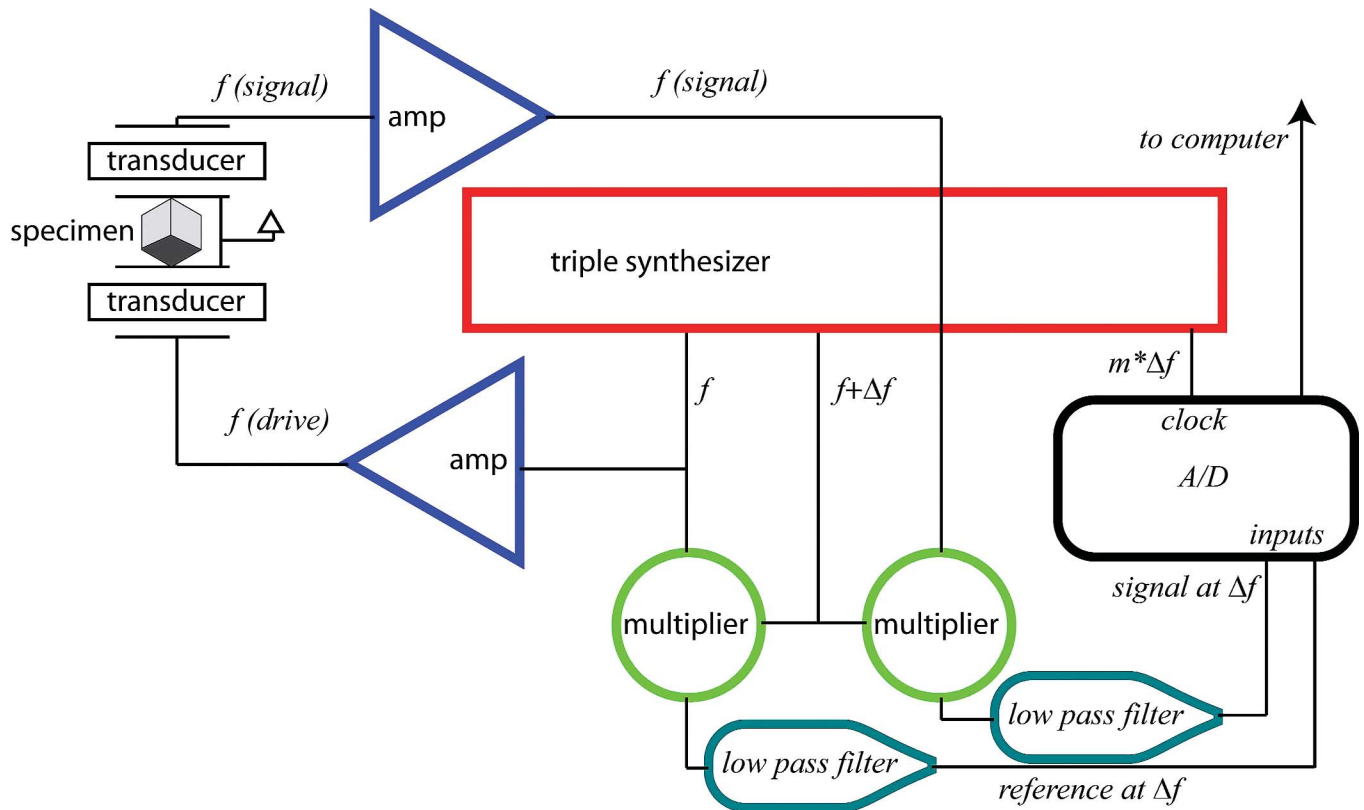 f (signal)
amp
f (signal)
to computer
transducer
specimen
transducer
triple synthesizer
f
f+Δf
m*Δf
clock
A/D
inputs
f (drive)
amp
signal at Δf
multiplier
multiplier
low pass filter
low pass filter
reference at Δf